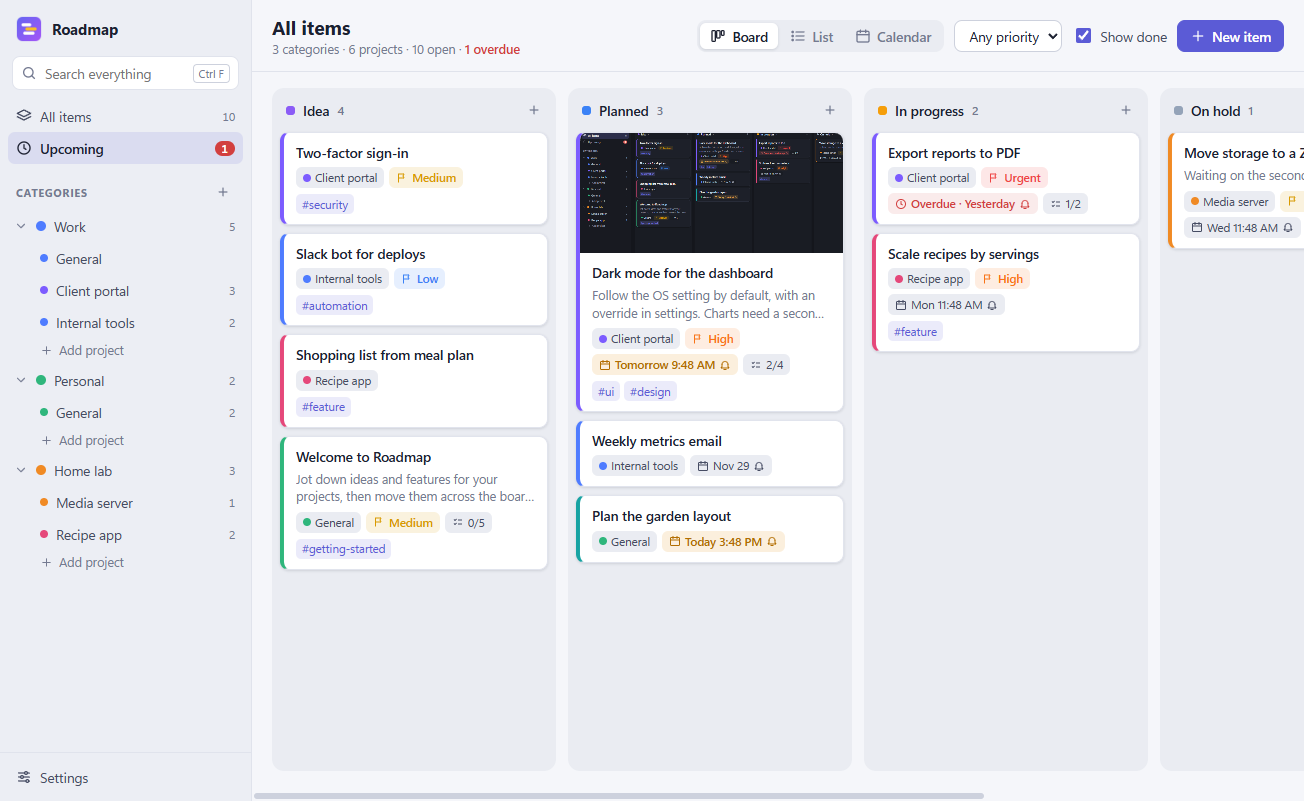 Roadmap
Search everything
Ctrl F
All items 10
Upcoming 1
CATEGORIES
Work 5
General
Client portal 3
Internal tools 2
Add project
Personal 2
General 2
Add project
Home lab 3
Media server 1
Recipe app 2
Add project
Settings
All items
3 categories · 6 projects · 10 open · 1 overdue
Board
List
Calendar
Any priority
Show done
New item
Idea 4
Two-factor sign-in
Client portal
Medium
#security
Slack bot for deploys
Internal tools
Low
#automation
Shopping list from meal plan
Recipe app
#feature
Welcome to Roadmap
Jot down ideas and features for your
projects, then move them across the boar...
General
Medium
0/5
#getting-started
Planned 3
Dark mode for the dashboard
Follow the OS setting by default, with an
override in settings. Charts need a secon...
Client portal
High
Tomorrow 9:48 AM
2/4
#ui
#design
Weekly metrics email
Internal tools
Nov 29
Plan the garden layout
General
Today 3:48 PM
In progress 2
Export reports to PDF
Client portal
Urgent
Overdue · Yesterday
1/2
Scale recipes by servings
Recipe app
High
Mon 11:48 AM
#feature
On hold 1
Move storage to a Z
Waiting on the second
Media server
Wed 11:48 AM